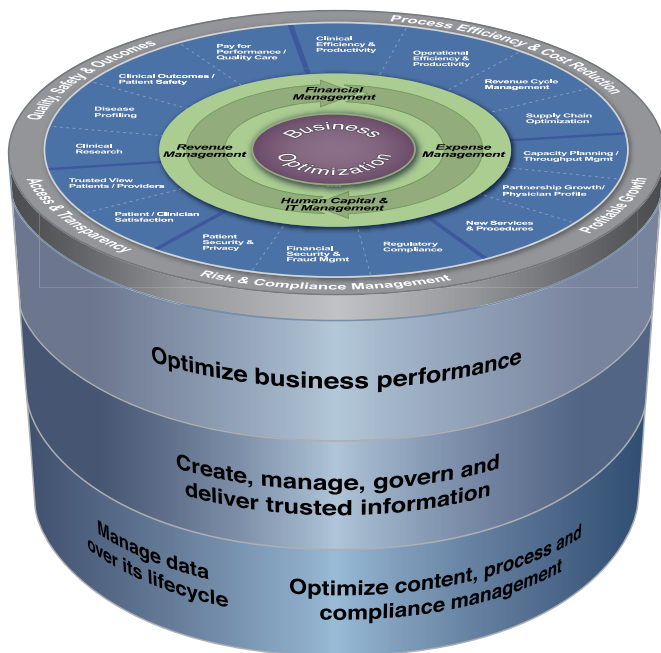 Quality, Safety & Outcomes
Process Efficiency & Cost Reduction
Profitable Growth
Risk & Compliance Management
Access & Transparency
Pay for
Performance /
Quality Care
Clinical
Efficiency &
Productivity
Operational
Efficiency &
Productivity
Revenue Cycle
Management
Supply Chain
Optimization
Capacity Planning /
Throughput Mgmt
Partnership Growth/
Physician Profile
New Services
& Procedures
Regulatory
Compliance
Financial
Security &
Fraud Mgmt
Patient
Security &
Privacy
Patient / Clinician
Satisfaction
Trusted View
Patients / Providers
Clinical
Research
Disease
Profiling
Clinical Outcomes /
Patient Safety
Financial
Management
Expense
Management
Human Capital &
IT Management
Revenue
Management
Business
Optimization
Optimize business performance
Create, manage, govern and
deliver trusted information
Manage data
over its lifecycle
Optimize content, process and
compliance management